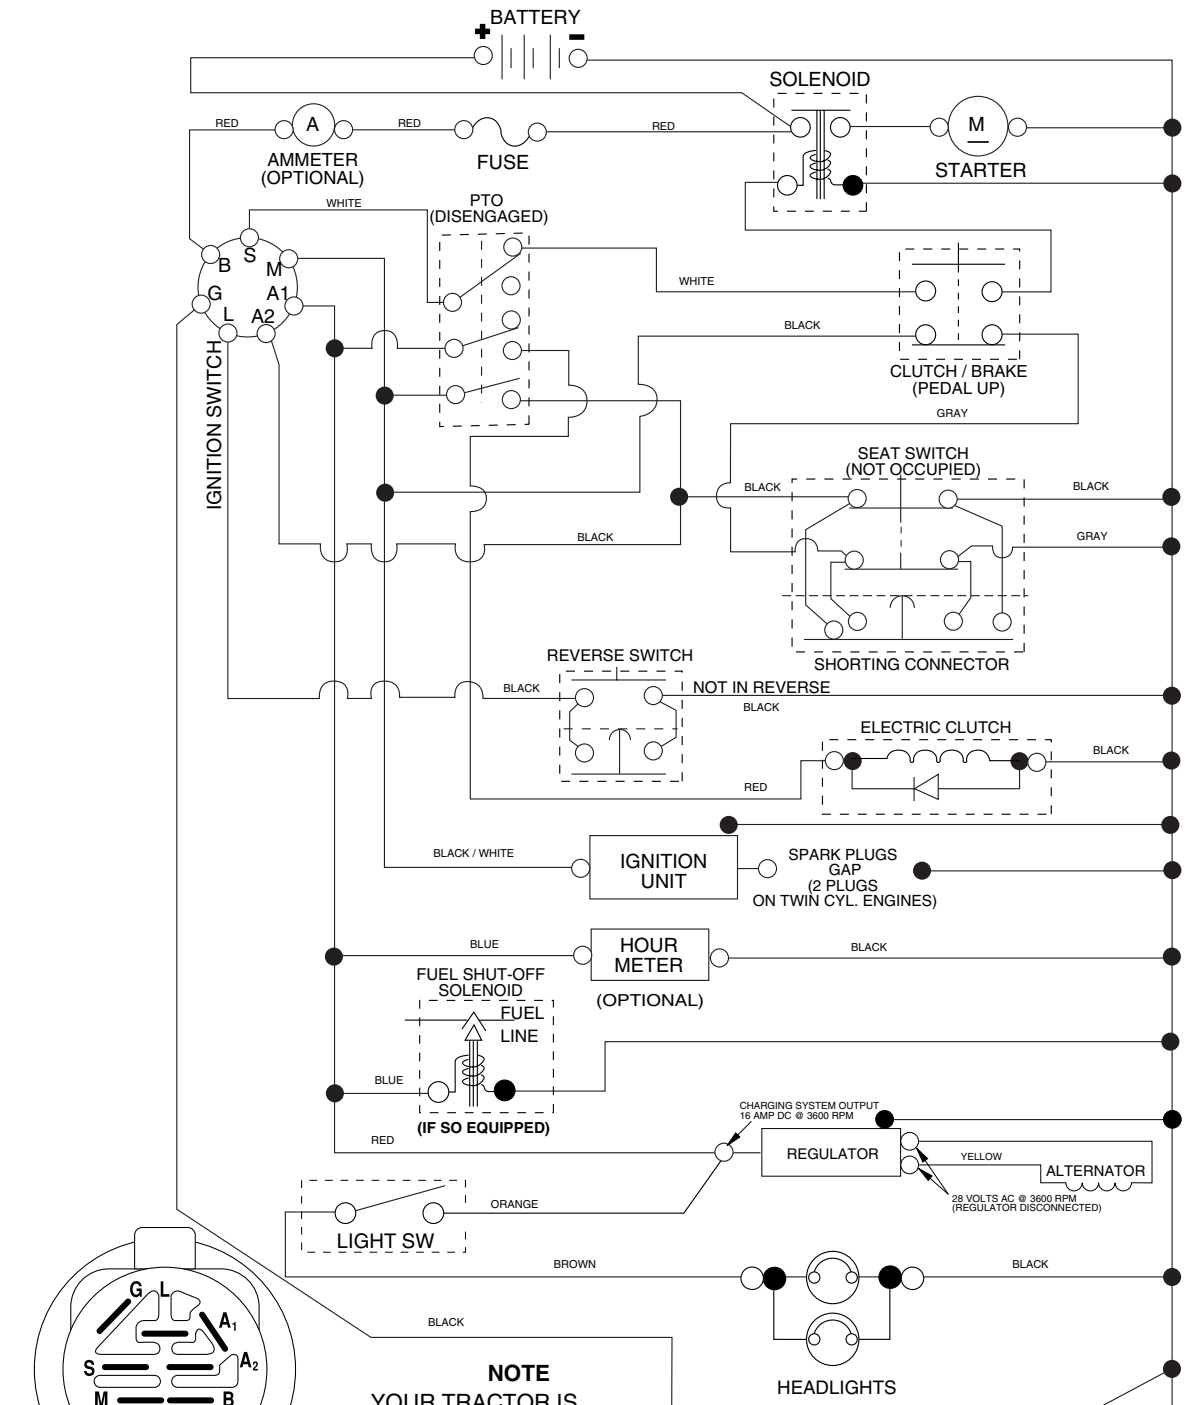 BATTERY
+
-
SOLENOID
RED
A
RED
FUSE
RED
M
STARTER
AMMETER
(OPTIONAL)
WHITE
PTO
(DISENGAGED)
S
B
M
G
A1
L
A2
IGNITION SWITCH
WHITE
BLACK
CLUTCH / BRAKE
(PEDAL UP)
GRAY
SEAT SWITCH
(NOT OCCUPIED)
BLACK
BLACK
BLACK
GRAY
SHORTING CONNECTOR
REVERSE SWITCH
BLACK
NOT IN REVERSE
BLACK
ELECTRIC CLUTCH
BLACK
RED
BLACK / WHITE
IGNITION
UNIT
SPARK PLUGS
GAP
(2 PLUGS
ON TWIN CYL. ENGINES)
BLUE
HOUR
METER
BLACK
(OPTIONAL)
FUEL SHUT-OFF
SOLENOID
FUEL
LINE
BLUE
(IF SO EQUIPPED)
CHARGING SYSTEM OUTPUT
16 AMP DC @ 3600 RPM
RED
REGULATOR
YELLOW
ALTERNATOR
28 VOLTS AC @ 3600 RPM
(REGULATOR DISCONNECTED)
ORANGE
LIGHT SW
BROWN
BLACK
HEADLIGHTS
BLACK
G
L
A1
A2
S
M
B
NOTE
YOUR TRACTOR IS